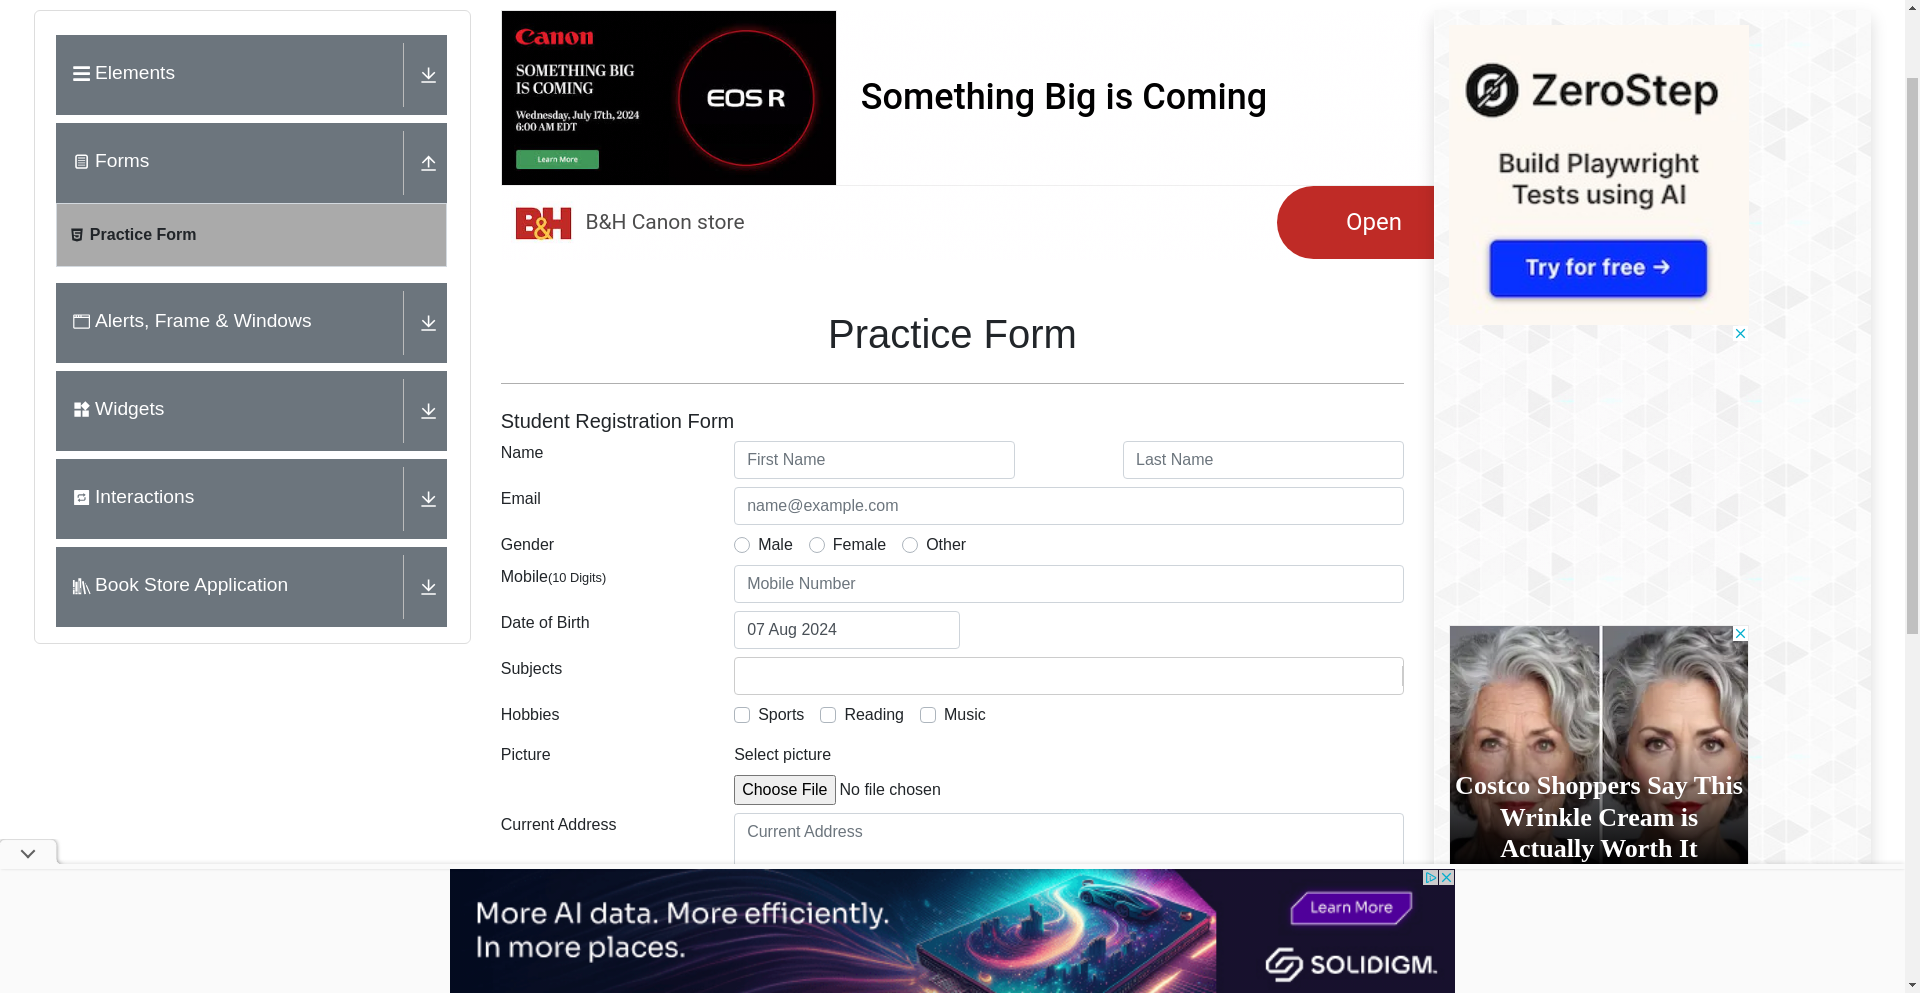 Elements
Forms
Practice Form
Alerts, Frame & Windows
Widgets
Interactions
Book Store Application
Canon
SOMETHING BIG
IS COMING
Wednesday, July 17th, 2024
6:00 AM EDT
Learn More
EOS R
Something Big is Coming
B&H
B&H Canon store
Open
Practice Form
Student Registration Form
Name
First Name
Last Name
Email
name@example.com
Gender
Male
Female
Other
Mobile(10 Digits)
Mobile Number
Date of Birth
07 Aug 2024
Subjects
Hobbies
Sports
Reading
Music
Picture
Select picture
Choose File No file chosen
Current Address
Current Address
ZeroStep
Build Playwright
Tests using AI
Try for free →
Costco Shoppers Say This
Wrinkle Cream is
Actually Worth It
More AI data. More efficiently.
In more places.
Learn More
SOLIDIGM.